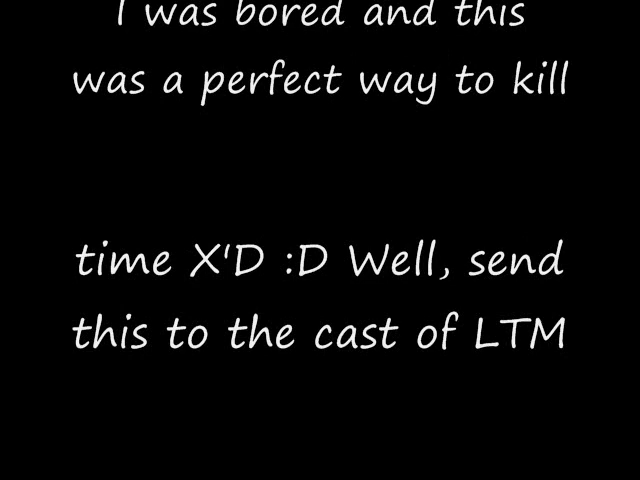 I was bored and this
was a perfect way to kill
time X'D :D Well, send
this to the cast of LTM